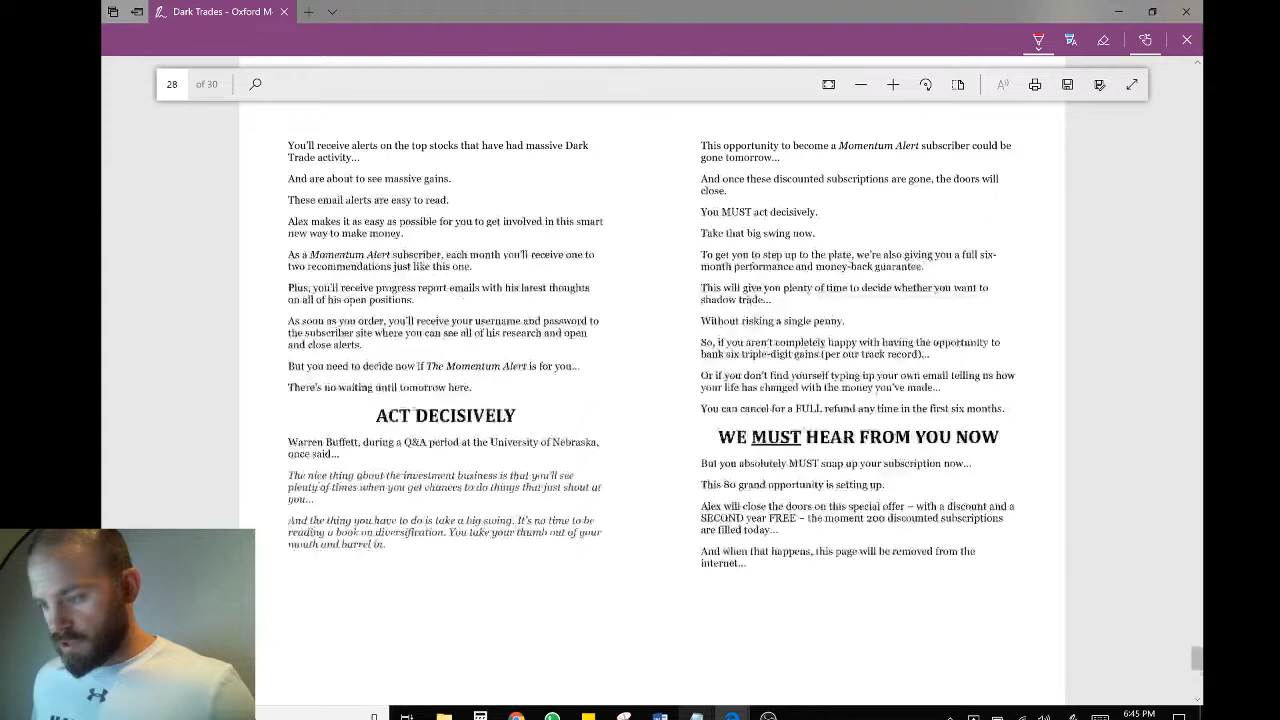 Dark Trades - Oxford M
28
of 30
You'll receive alerts on the top stocks that have had massive Dark
Trade activity...
And are about to see massive gains.
These email alerts are easy to read.
Alex makes it as easy as possible for you to get involved in this smart
new way to make money.
As a Momentum Alert subscriber, each month you'll receive one to
two recommendations just like this one.
Plus, you'll receive progress report emails with his latest thoughts
on all of his open positions.
As soon as you order, you'll receive your username and password to
the subscriber site where you can see all of his research and open
and close alerts.
But you need to decide now if The Momentum Alert is for you...
There's no waiting until tomorrow here.
ACT DECISIVELY
Warren Buffett, during a Q&A period at the University of Nebraska,
once said...
The nice thing about the investment business is that you'll see
plenty of times when you get chances to do things that just shout at
you...
And the thing you have to do is take a big swing. It's no time to be
reading a book on diversification. You take your thumb out of your
mouth and barrel in.
This opportunity to become a Momentum Alert subscriber could be
gone tomorrow...
And once these discounted subscriptions are gone, the doors will
close.
You MUST act decisively.
Take that big swing now.
To get you to step up to the plate, we're also giving you a full six-
month performance and money-back guarantee.
This will give you plenty of time to decide whether you want to
shadow trade...
Without risking a single penny.
So, if you aren't completely happy with having the opportunity to
bank six triple-digit gains (per our track record)...
Or if you don't find yourself typing up your own email telling us how
your life has changed with the money you've made...
You can cancel for a FULL refund any time in the first six months.
WE MUST HEAR FROM YOU NOW
But you absolutely MUST snap up your subscription now...
This 80 grand opportunity is setting up.
Alex will close the doors on this special offer – with a discount and a
SECOND year FREE – the moment 200 discounted subscriptions
are filled today...
And when that happens, this page will be removed from the
internet...
6:45 PM